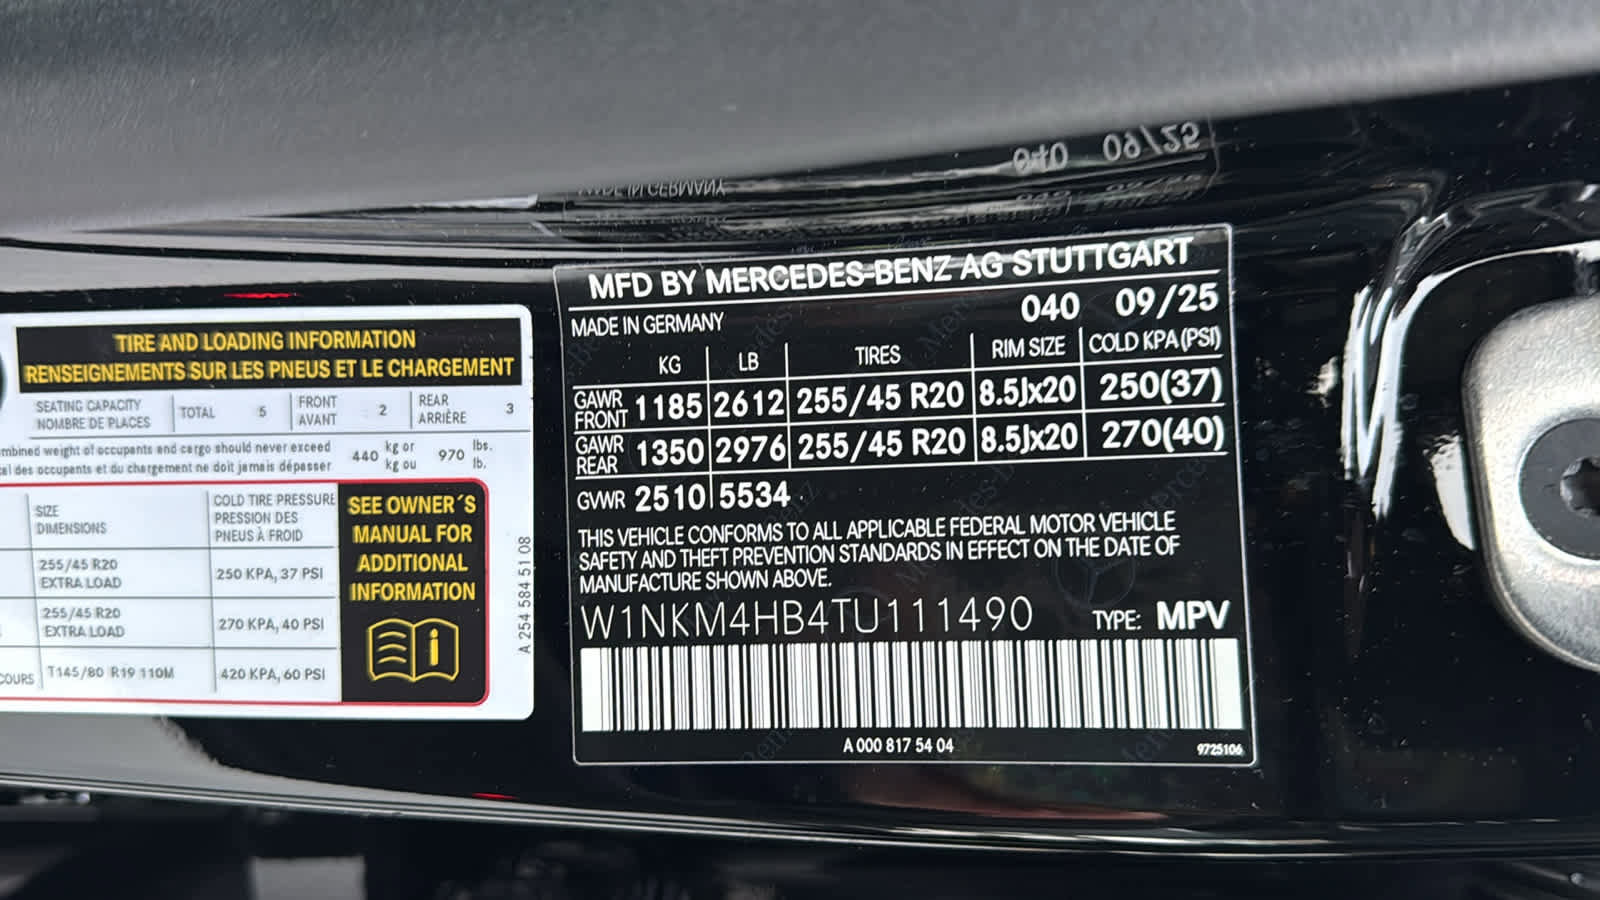 TIRE AND LOADING INFORMATION
RENSEIGNEMENTS SUR LES PNEUS ET LE CHARGEMENT
SEATING CAPACITY
NOMBRE DE PLACES
TOTAL 5
FRONT
AVANT
2
REAR
ARRIÈRE
3
weight of occupants and cargo should never exceed
des occupants et du chargement ne doit jamais dépasser
440 kg or
kg ou
970 lbs.
lb.
SIZE
DIMENSIONS
COLD TIRE PRESSURE
PRESSION DES
PNEUS À FROID
255/45 R20
EXTRA LOAD
250 KPA, 37 PSI
255/45 R20
EXTRA LOAD
270 KPA, 40 PSI
T145/80 R19 110M
420 KPA, 60 PSI
SEE OWNER´S
MANUAL FOR
ADDITIONAL
INFORMATION
A 254 584 51 08
MFD BY MERCEDES-BENZ AG STUTTGART
MADE IN GERMANY 040 09/25
KG LB TIRES RIM SIZE COLD KPA(PSI)
GAWR
FRONT
1185 2612 255/45 R20 8.5Jx20 250(37)
GAWR
REAR
1350 2976 255/45 R20 8.5Jx20 270(40)
GVWR 2510 5534
THIS VEHICLE CONFORMS TO ALL APPLICABLE FEDERAL MOTOR VEHICLE
SAFETY AND THEFT PREVENTION STANDARDS IN EFFECT ON THE DATE OF
MANUFACTURE SHOWN ABOVE.
W1NKM4HB4TU111490 TYPE: MPV
A 000 817 54 04
9725106